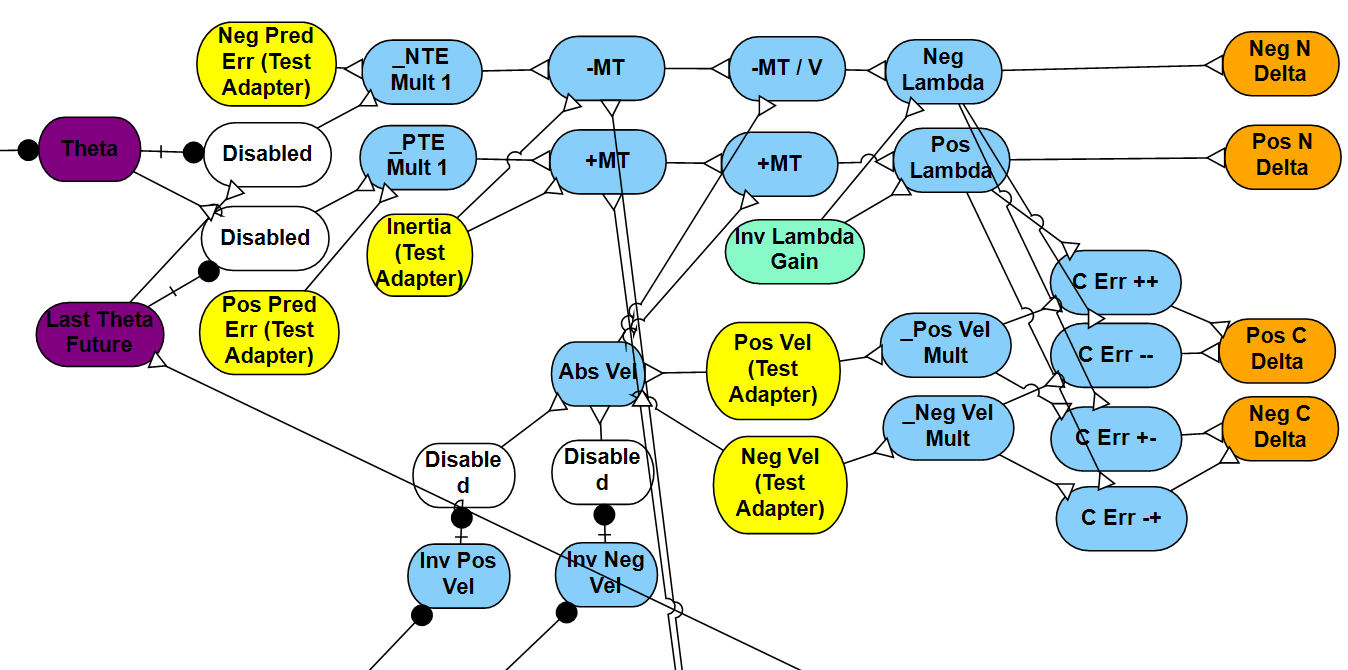 Neg Pred
Err (Test
Adapter)
_NTE
Mult 1
-MT
-MT / V
Neg
Lambda
Neg N
Delta
Theta
Disabled
_PTE
Mult 1
+MT
+MT
Pos
Lambda
Pos N
Delta
Disabled
Inertia
(Test
Adapter)
Inv Lambda
Gain
Last Theta
Future
Pos Pred
Err (Test
Adapter)
C Err ++
Abs Vel
Pos Vel
(Test
Adapter)
_Pos Vel
Mult
C Err --
Pos C
Delta
Disable
d
Disable
d
Neg Vel
(Test
Adapter)
_Neg Vel
Mult
C Err +-
Neg C
Delta
C Err -+
Inv Pos
Vel
Inv Neg
Vel